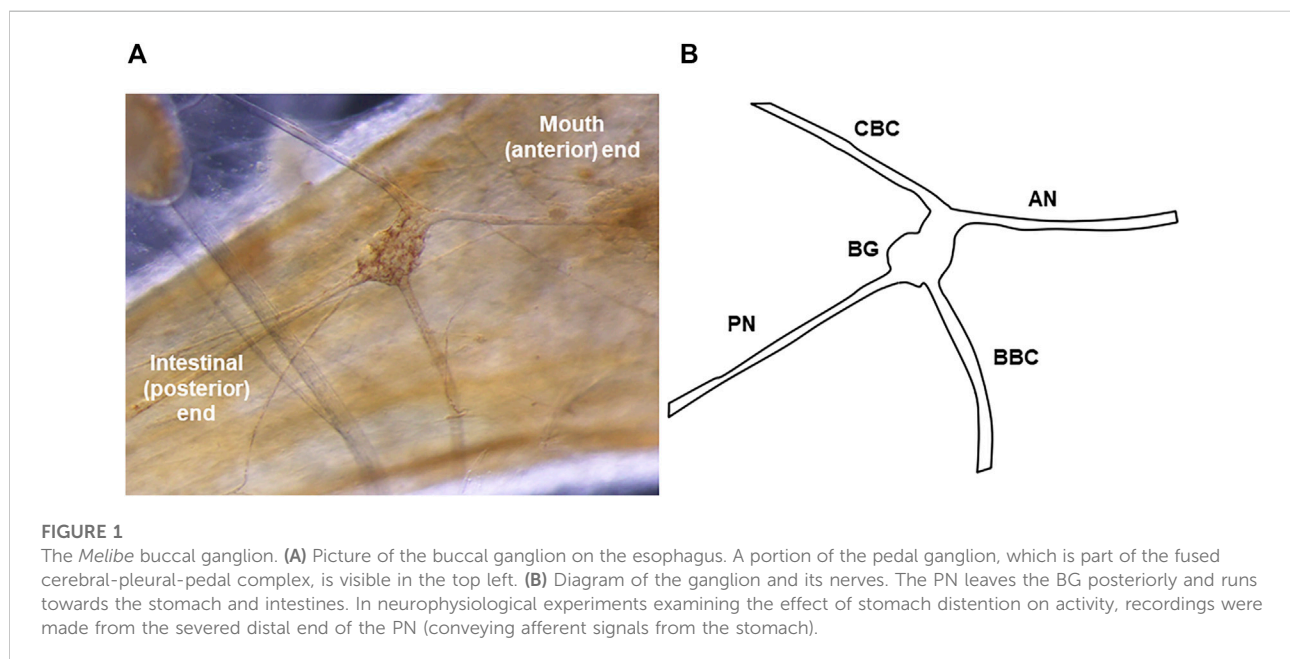 A
B
Mouth
(anterior) end
Intestinal
(posterior)
end
CBC
AN
BG
PN
BBC
FIGURE 1
The Melibe buccal ganglion. (A) Picture of the buccal ganglion on the esophagus. A portion of the pedal ganglion, which is part of the fused
cerebral-pleural-pedal complex, is visible in the top left. (B) Diagram of the ganglion and its nerves. The PN leaves the BG posteriorly and runs
towards the stomach and intestines. In neurophysiological experiments examining the effect of stomach distention on activity, recordings were
made from the severed distal end of the PN (conveying afferent signals from the stomach).